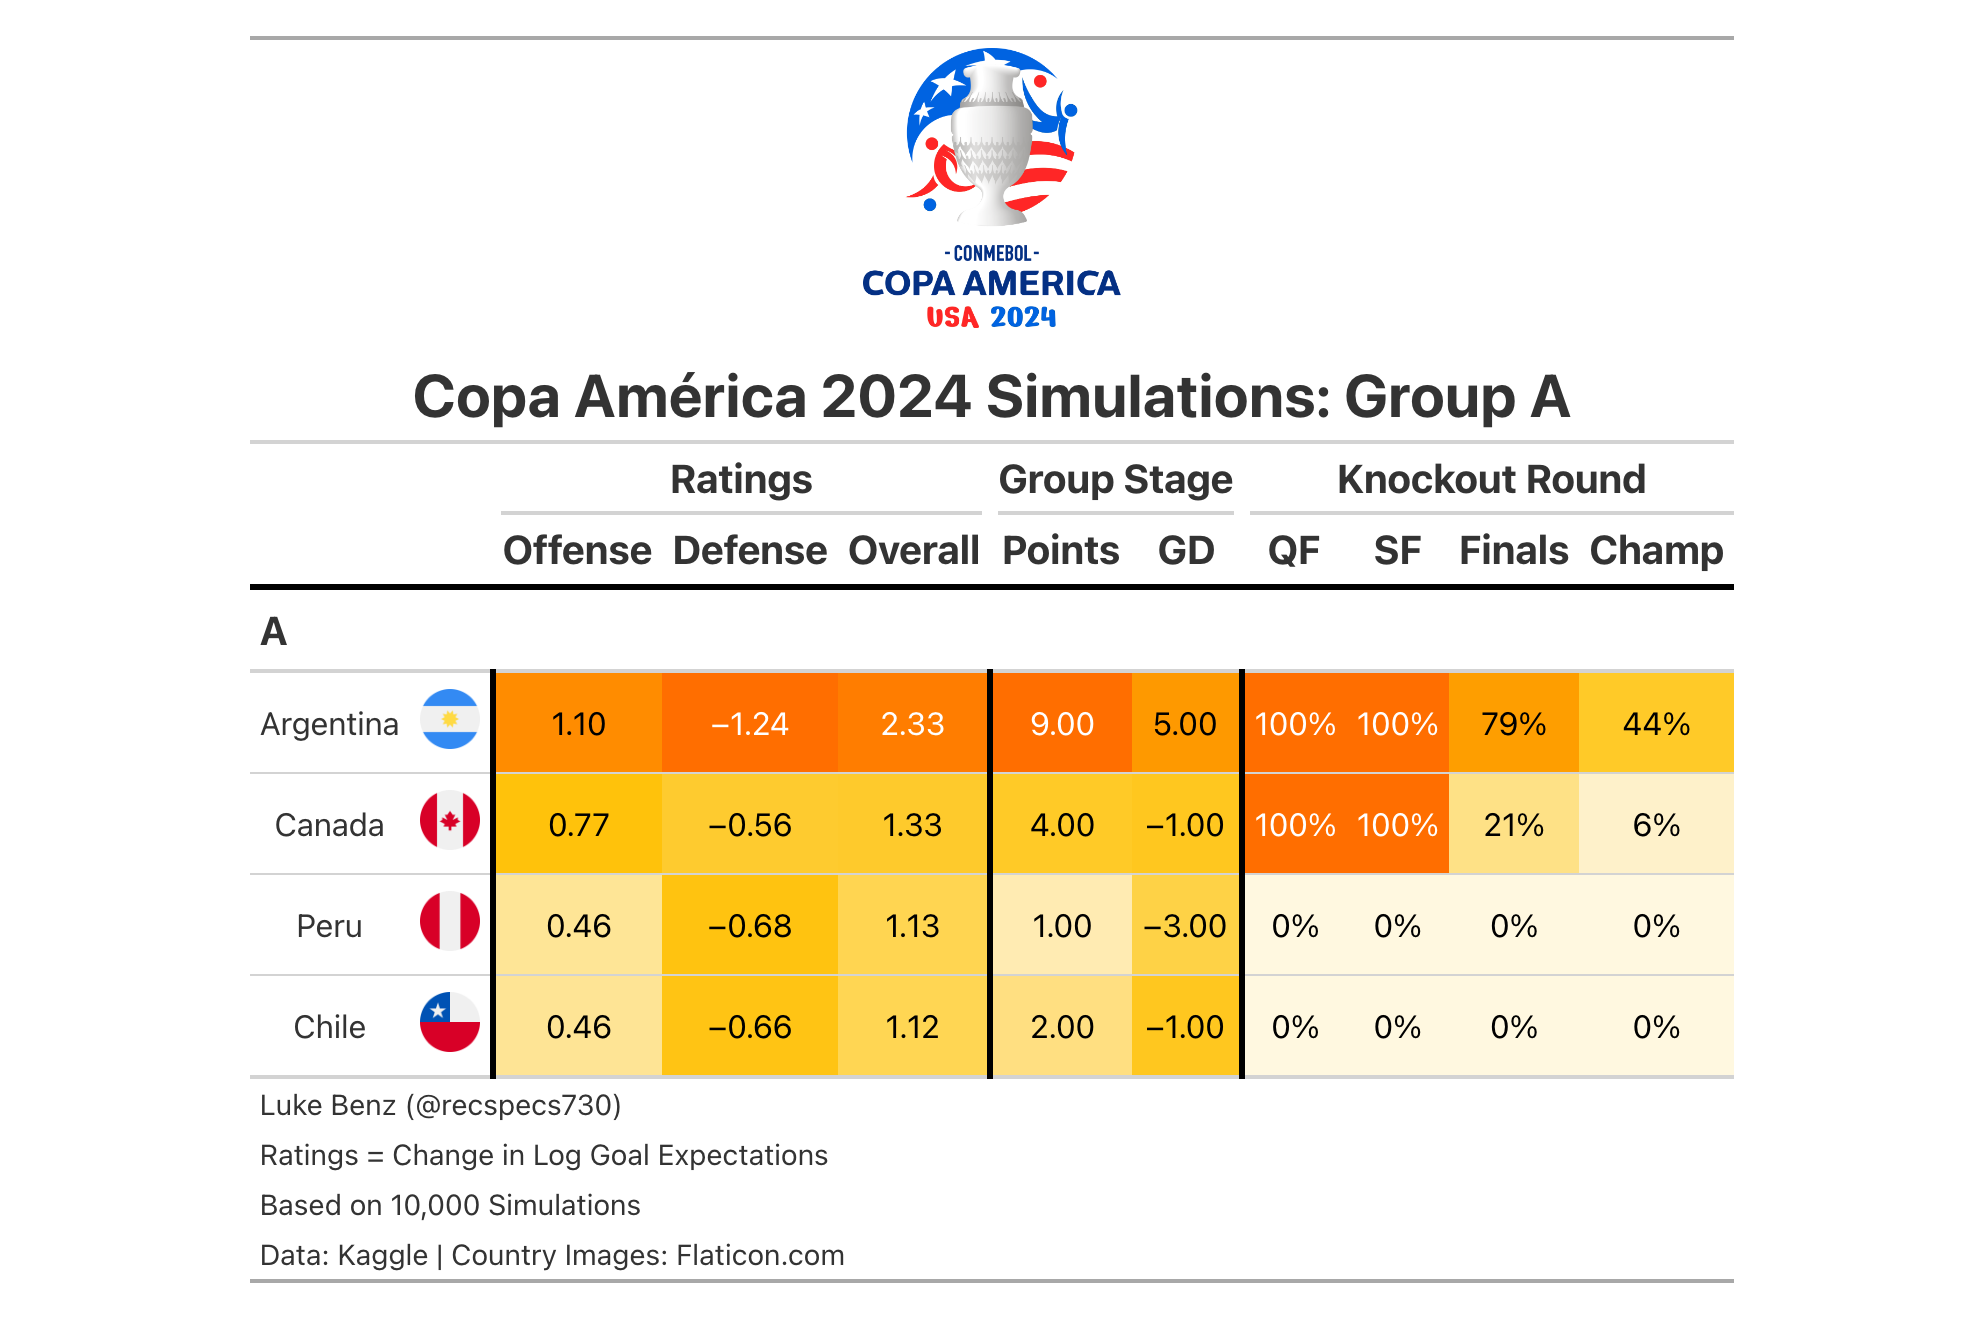 - CONMEBOL -
COPA AMERICA
USA 2024
Copa América 2024 Simulations: Group A
Ratings Group Stage Knockout Round
Offense Defense Overall Points GD QF SF Finals Champ
A
Argentina 1.10 −1.24 2.33 9.00 5.00 100% 100% 79% 44%
Canada 0.77 −0.56 1.33 4.00 −1.00 100% 100% 21% 6%
Peru 0.46 −0.68 1.13 1.00 −3.00 0% 0% 0% 0%
Chile 0.46 −0.66 1.12 2.00 −1.00 0% 0% 0% 0%
Luke Benz (@recspecs730)
Ratings = Change in Log Goal Expectations
Based on 10,000 Simulations
Data: Kaggle | Country Images: Flaticon.com